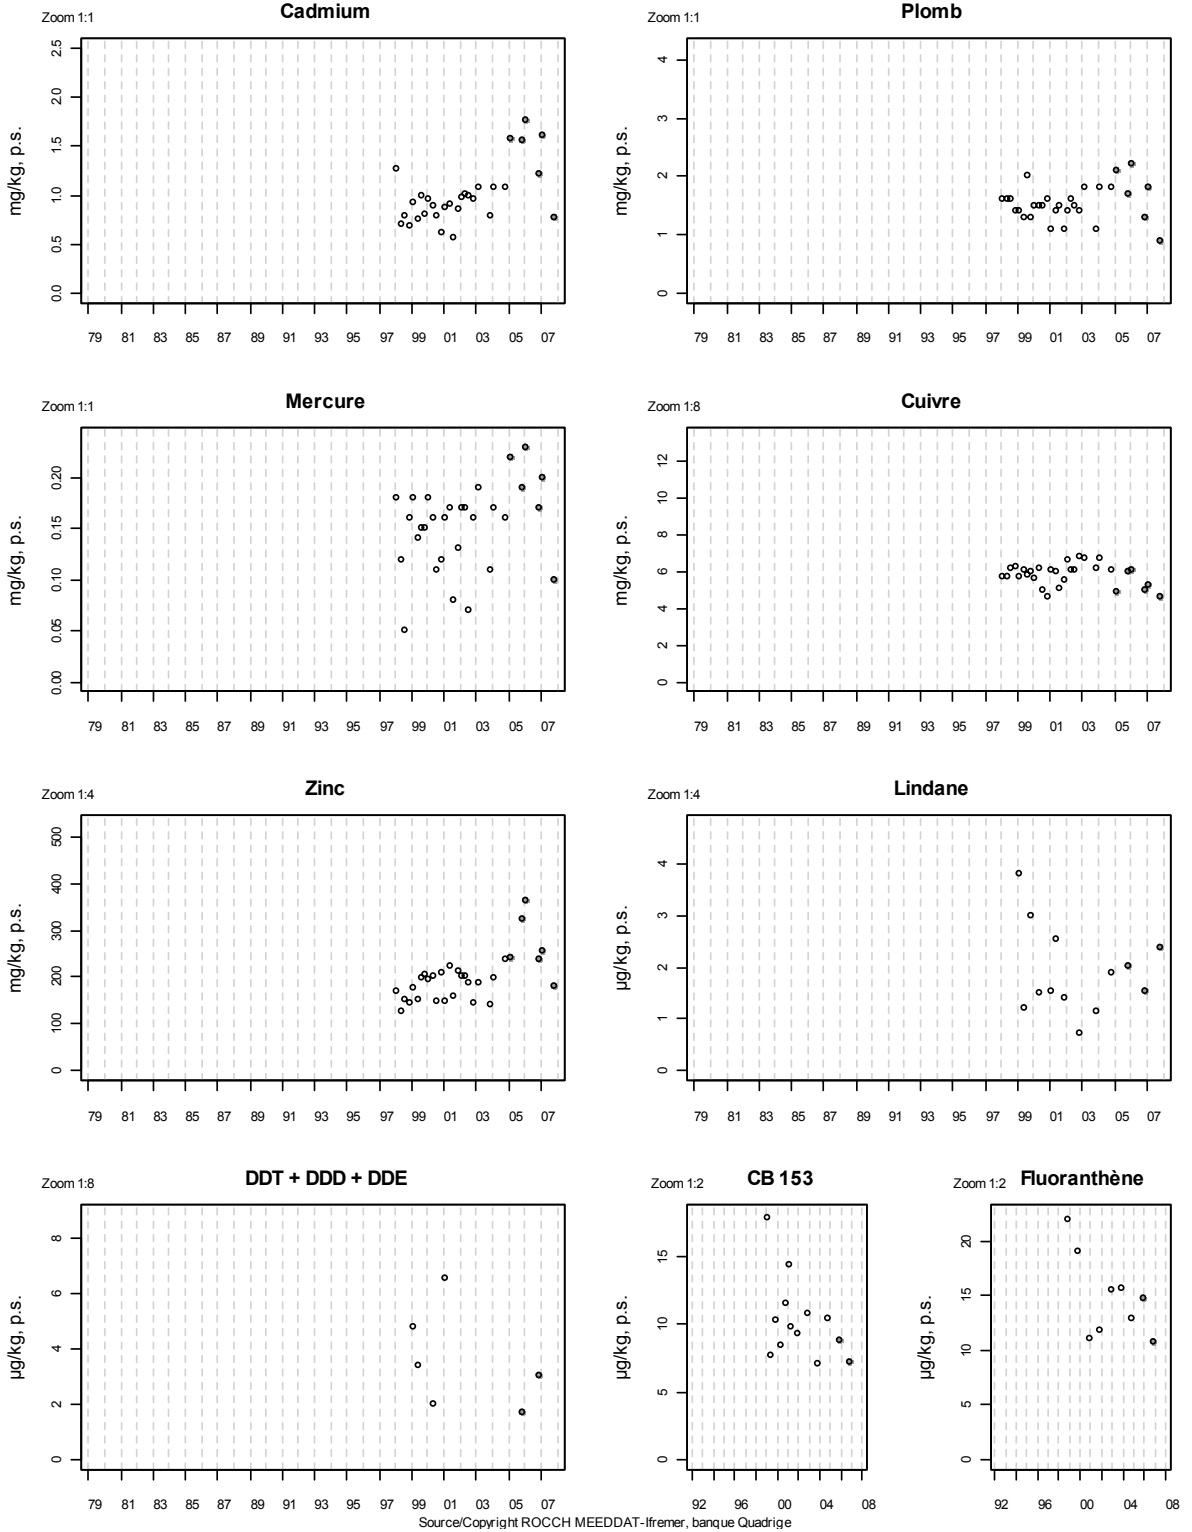 Cadmium
Zoom 1:1
mg/kg, p.s.
0.0 0.5 1.0 1.5 2.0 2.5
79 81 83 85 87 89 91 93 95 97 99 01 03 05 07
Plomb
Zoom 1:1
mg/kg, p.s.
0 1 2 3 4
79 81 83 85 87 89 91 93 95 97 99 01 03 05 07
Mercure
Zoom 1:1
mg/kg, p.s.
0.00 0.05 0.10 0.15 0.20
79 81 83 85 87 89 91 93 95 97 99 01 03 05 07
Cuivre
Zoom 1:8
mg/kg, p.s.
0 2 4 6 8 10 12
79 81 83 85 87 89 91 93 95 97 99 01 03 05 07
Zinc
Zoom 1:4
mg/kg, p.s.
0 100 200 300 400 500
79 81 83 85 87 89 91 93 95 97 99 01 03 05 07
Lindane
Zoom 1:4
µg/kg, p.s.
0 1 2 3 4
79 81 83 85 87 89 91 93 95 97 99 01 03 05 07
DDT + DDD + DDE
Zoom 1:8
µg/kg, p.s.
0 2 4 6 8
79 81 83 85 87 89 91 93 95 97 99 01 03 05 07
CB 153
Zoom 1:2
µg/kg, p.s.
0 5 10 15
92 96 00 04 08
Fluoranthène
Zoom 1:2
µg/kg, p.s.
0 5 10 15 20
92 96 00 04 08
Source/Copyright ROCCH MEEDDAT-Ifremer, banque Quadrige